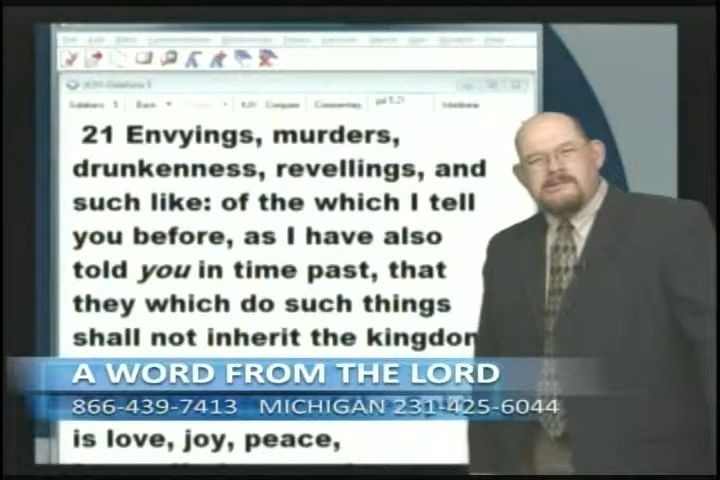 21 Envyings, murders,
drunkenness, revellings, and
such like: of the which I tell
you before, as I have also
told you in time past, that
they which do such things
shall not inherit the
A WORD FROM THE LORD
866-439-7413 MICHIGAN 231-425-6044
is love, joy, peace,